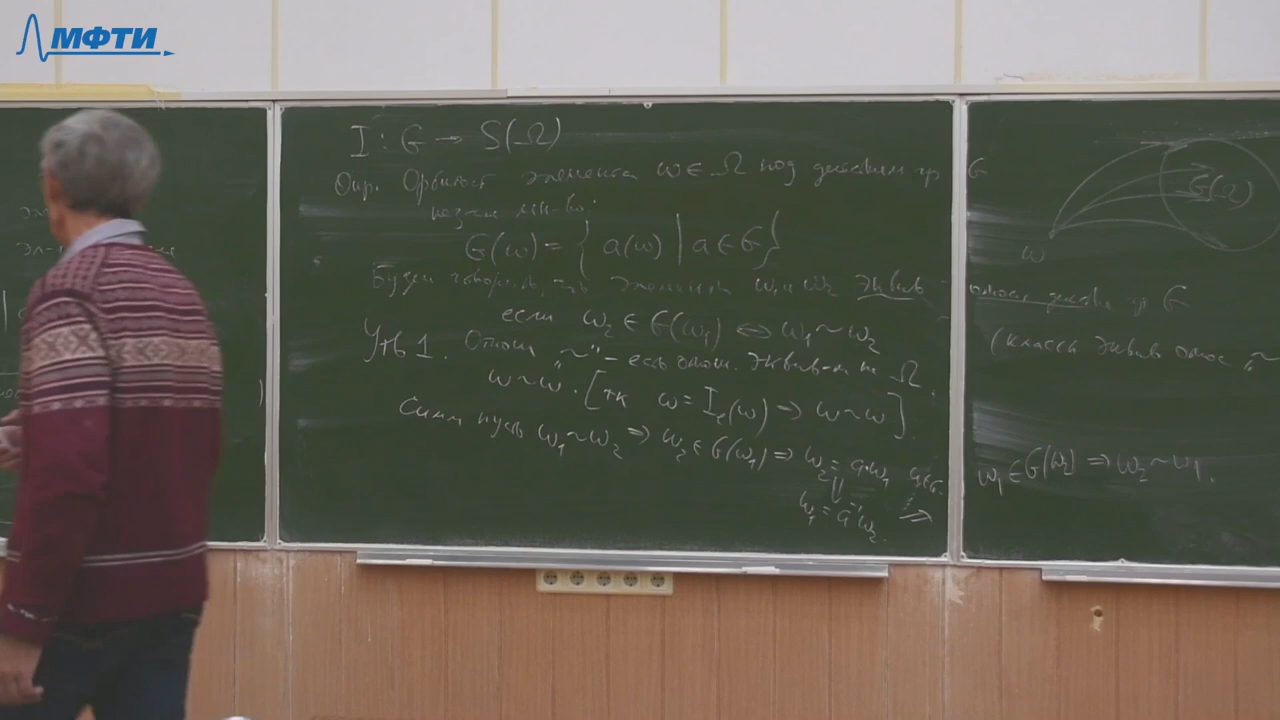 МФТИ
I : G → S(Ω)
Опр. Орбитой элемента ω ∈ Ω под действием гр G
назыв мн-во:
G(ω) = { a(ω) | a ∈ G }
Будем говорить, что элементы ω₁ и ω₂ эквив относ действ гр G
если ω₂ ∈ G(ω₁) ⇔ ω₁ ~ ω₂
(классы эквив относ "~
Утв 1. Отнош "~" - есть отнош. эквив-и на Ω.
ω ~ ω. [тк ω = I_e(ω) ⇒ ω ~ ω].
Симм пусть ω₁ ~ ω₂ ⇒ ω₂ ∈ G(ω₁) ⇒ ω₂ = a·ω₁ a ∈ G
ω₁ = a⁻¹ω₂. ⇒ ω₁ ∈ G(ω₂) ⇒ ω₂ ~ ω₁.
ω
G(Ω)